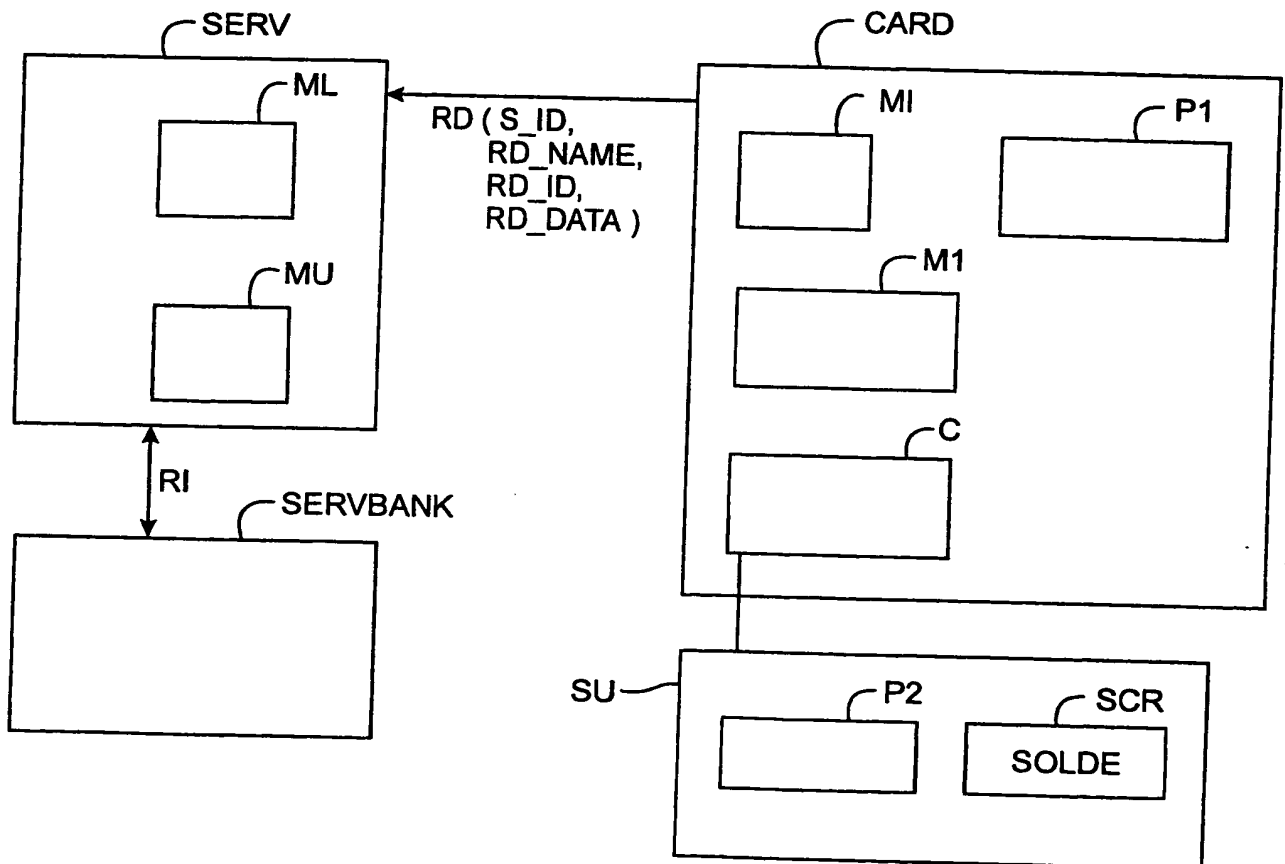 SERV
CARD
ML
MI
P1
RD ( S_ID,
RD_NAME,
RD_ID,
RD_DATA )
MU
M1
C
RI
SERVBANK
SU
P2
SCR
SOLDE